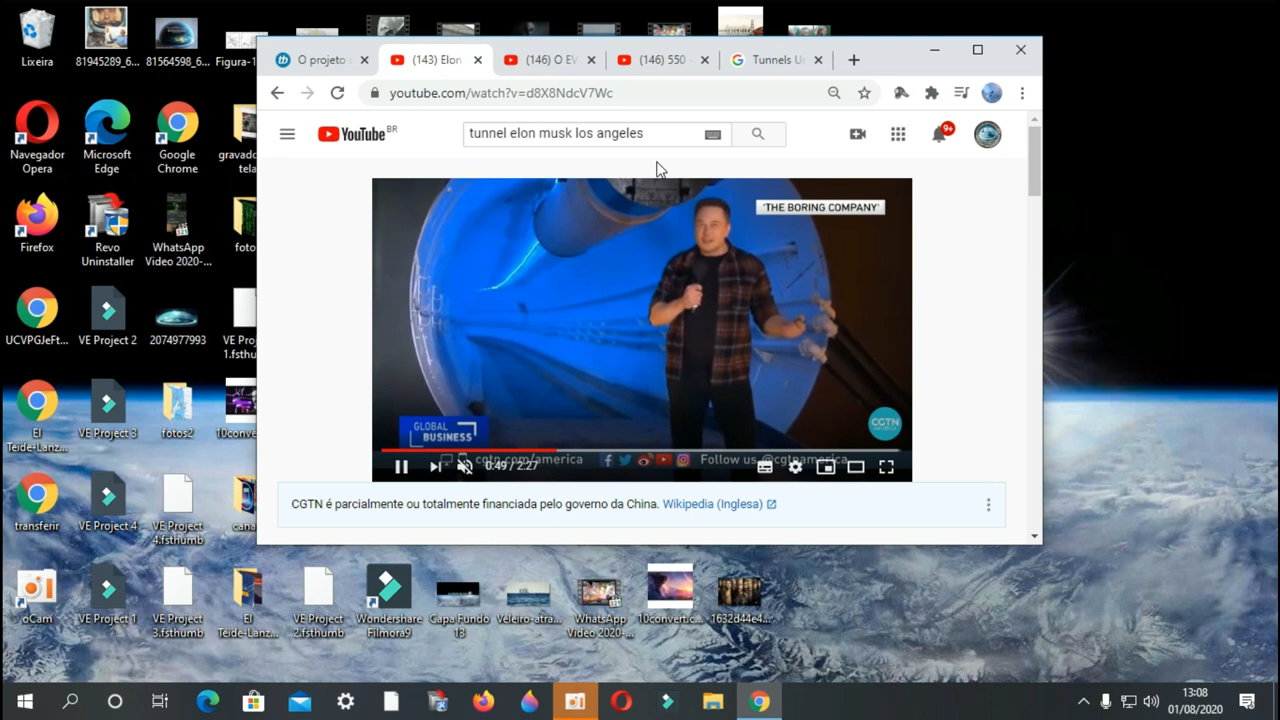 Lixeira
81945289_6...
81564598_6...
Figura-1
O projeto
(143) Elon
(146) O EV
(146) 550
Tunnels Un
youtube.com/watch?v=d8X8NdcV7Wc
YouTube BR
tunnel elon musk los angeles
9+
Navegador
Opera
Microsoft
Edge
Google
Chrome
gravado
tela
'THE BORING COMPANY'
Firefox
Revo
Uninstaller
WhatsApp
Video 2020-...
foto
UCVPGJeFt...
VE Project 2
2074977993
VE Proje
1.fsthum
GLOBAL
BUSINESS
CGTN
AMERICA
El
Teide-Lanz...
VE Project 3
fotos2
10conver
cgtn.com/america
Follow us @cgtnamerica
0:49 / 2:27
CGTN é parcialmente ou totalmente financiada pelo governo da China. Wikipedia (Inglesa)
transferir
VE Project 4
VE Project
4.fsthumb
cana
oCam
VE Project 1
VE Project
3.fsthumb
El
Teide-Lanz...
VE Project
2.fsthumb
Wondershare
Filmora9
Capa Fundo
13
Veleiro-atra...
WhatsApp
Video 2020-...
10convert.c...
1632d44e4...
13:08
01/08/2020